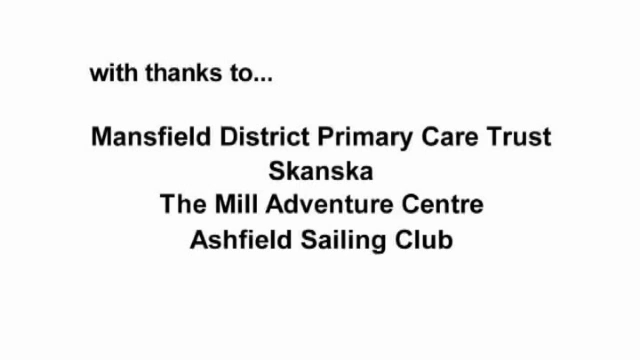 with thanks to...
Mansfield District Primary Care Trust
Skanska
The Mill Adventure Centre
Ashfield Sailing Club